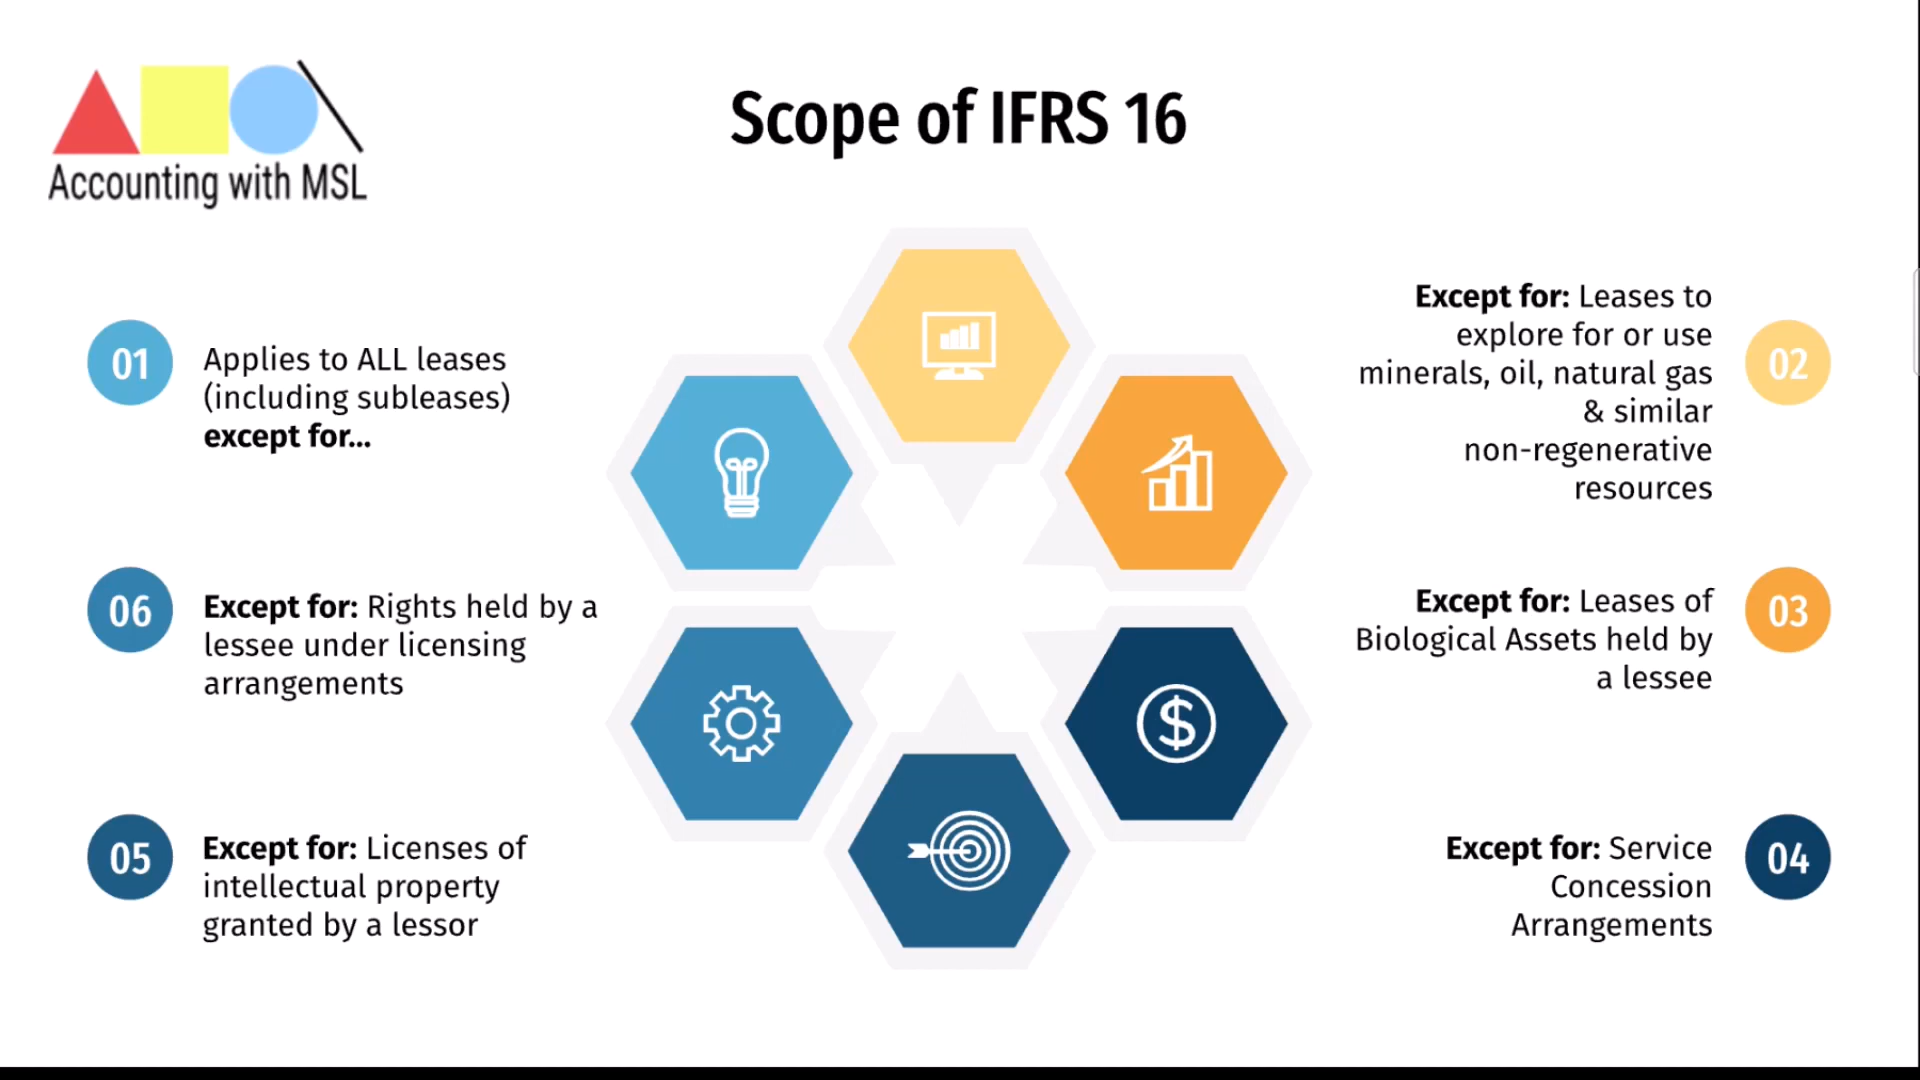 Accounting with MSL
Scope of IFRS 16
01
Applies to ALL leases
(including subleases)
except for...
Except for: Leases to
explore for or use
minerals, oil, natural gas
& similar
non-regenerative
resources
02
Except for: Leases of
Biological Assets held by
a lessee
03
Except for: Service
Concession
Arrangements
04
05
Except for: Licenses of
intellectual property
granted by a lessor
06
Except for: Rights held by a
lessee under licensing
arrangements